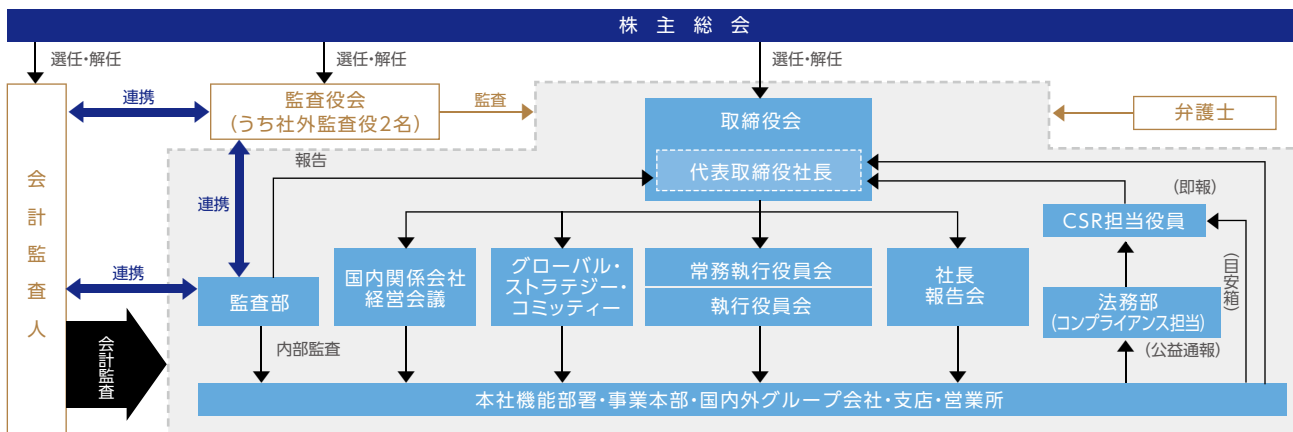 株主総会
選任・解任
選任・解任
選任・解任
連携
監査役会
(うち社外監査役2名)
監査
取締役会
代表取締役社長
弁護士
会計監査人
報告
連携
連携
(即報)
CSR担当役員
(目安箱)
監査部
国内関係会社
経営会議
グローバル・
ストラテジー・
コミッティー
常務執行役員会
執行役員会
社長
報告会
法務部
(コンプライアンス担当)
会計監査
内部監査
(公益通報)
本社機能部署・事業本部・国内外グループ会社・支店・営業所